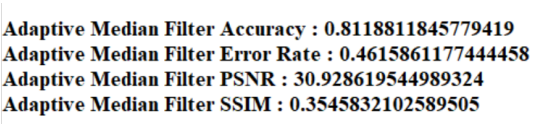 Adaptive Median Filter Accuracy : 0.8118811845779419
Adaptive Median Filter Error Rate : 0.4615861177444458
Adaptive Median Filter PSNR : 30.928619544989324
Adaptive Median Filter SSIM : 0.3545832102589505